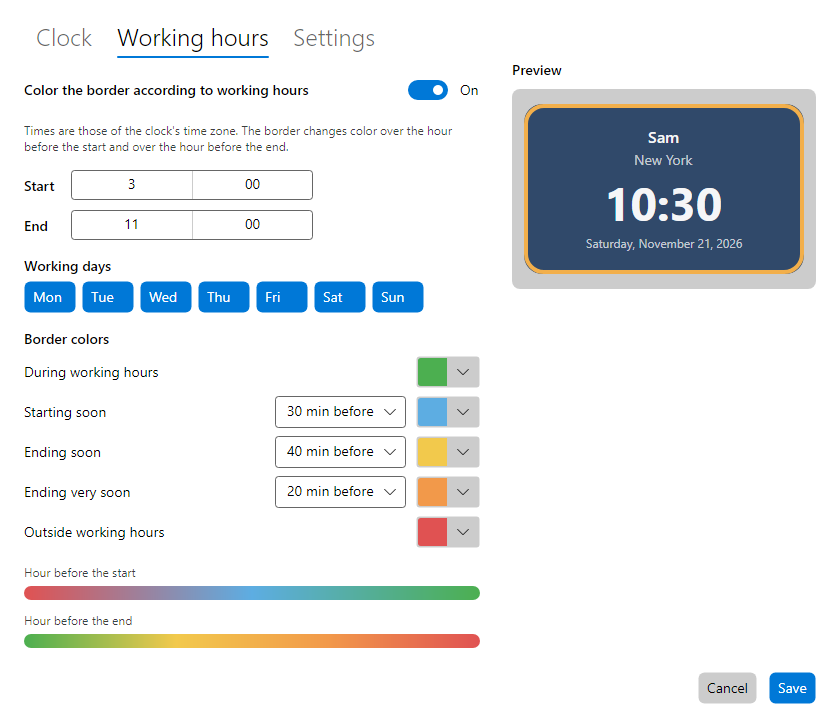 Clock Working hours Settings
Color the border according to working hours On
Times are those of the clock's time zone. The border changes color over the hour
before the start and over the hour before the end.
Start 3 00
End 11 00
Working days
Mon Tue Wed Thu Fri Sat Sun
Border colors
During working hours
Starting soon 30 min before
Ending soon 40 min before
Ending very soon 20 min before
Outside working hours
Hour before the start
Hour before the end
Preview
Sam
New York
10:30
Saturday, November 21, 2026
Cancel Save